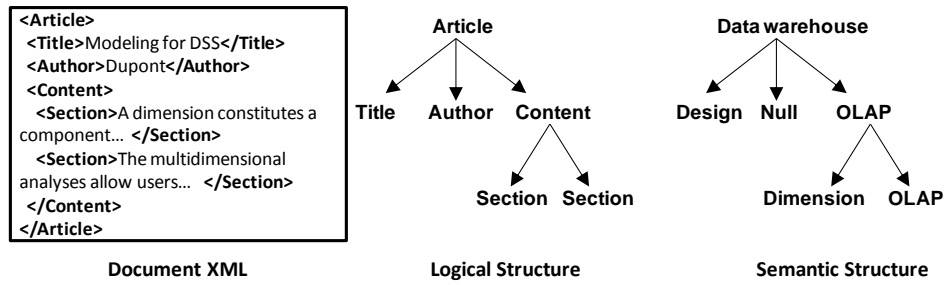 <Article>
<Title>Modeling for DSS</Title>
<Author>Dupont</Author>
<Content>
<Section>A dimension constitutes a
component... </Section>
<Section>The multidimensional
analyses allow users... </Section>
</Content>
</Article>
Document XML
Article
Title Author Content
Section Section
Logical Structure
Data warehouse
Design Null OLAP
Dimension OLAP
Semantic Structure